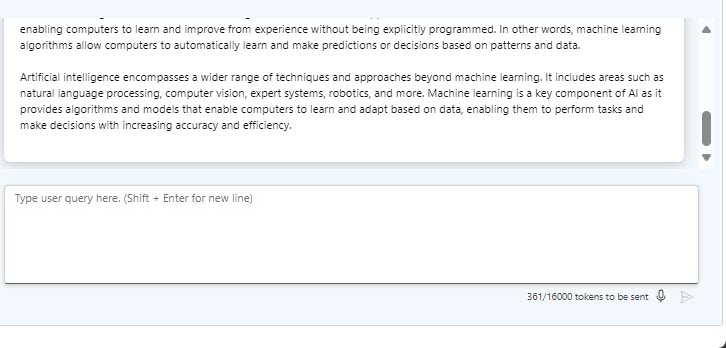 enabling computers to learn and improve from experience without being explicitly programmed. In other words, machine learning
algorithms allow computers to automatically learn and make predictions or decisions based on patterns and data.
Artificial intelligence encompasses a wider range of techniques and approaches beyond machine learning. It includes areas such as
natural language processing, computer vision, expert systems, robotics, and more. Machine learning is a key component of AI as it
provides algorithms and models that enable computers to learn and adapt based on data, enabling them to perform tasks and
make decisions with increasing accuracy and efficiency.
Type user query here. (Shift + Enter for new line)
361/16000 tokens to be sent